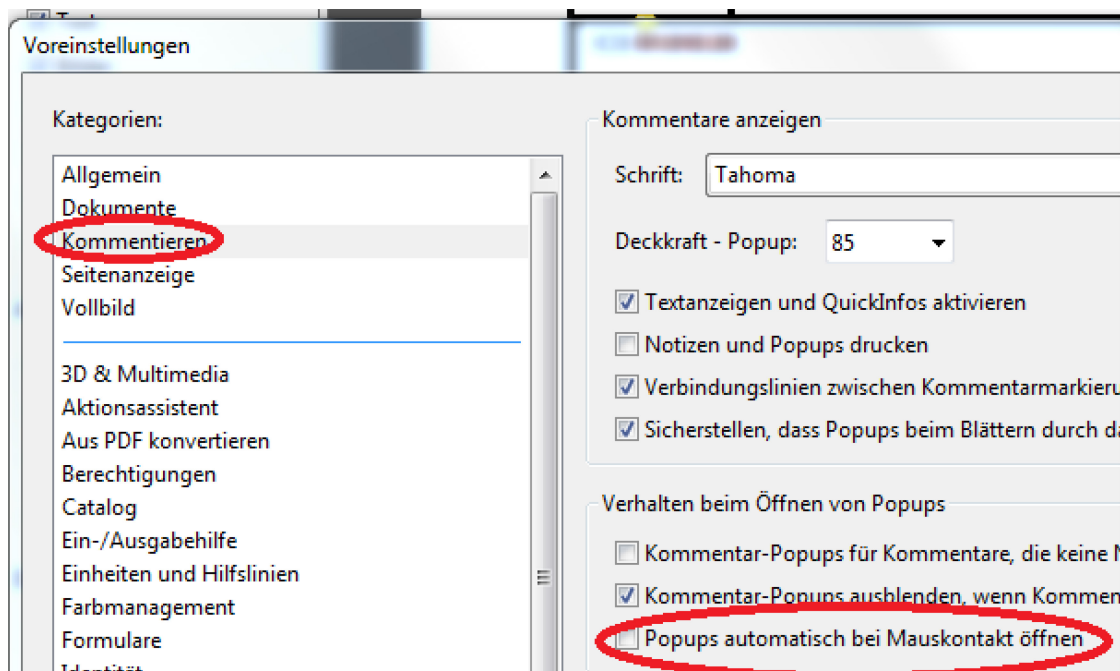 Voreinstellungen
Kategorien:
Allgemein
Dokumente
Kommentieren
Seitenanzeige
Vollbild
3D & Multimedia
Aktionsassistent
Aus PDF konvertieren
Berechtigungen
Catalog
Ein-/Ausgabehilfe
Einheiten und Hilfslinien
Farbmanagement
Formulare
Identität
Kommentare anzeigen
Schrift: Tahoma
Deckkraft - Popup: 85
Textanzeigen und QuickInfos aktivieren
Notizen und Popups drucken
Verbindungslinien zwischen Kommentarmarkieru
Sicherstellen, dass Popups beim Blättern durch da
Verhalten beim Öffnen von Popups
Kommentar-Popups für Kommentare, die keine N
Kommentar-Popups ausblenden, wenn Kommen
Popups automatisch bei Mauskontakt öffnen